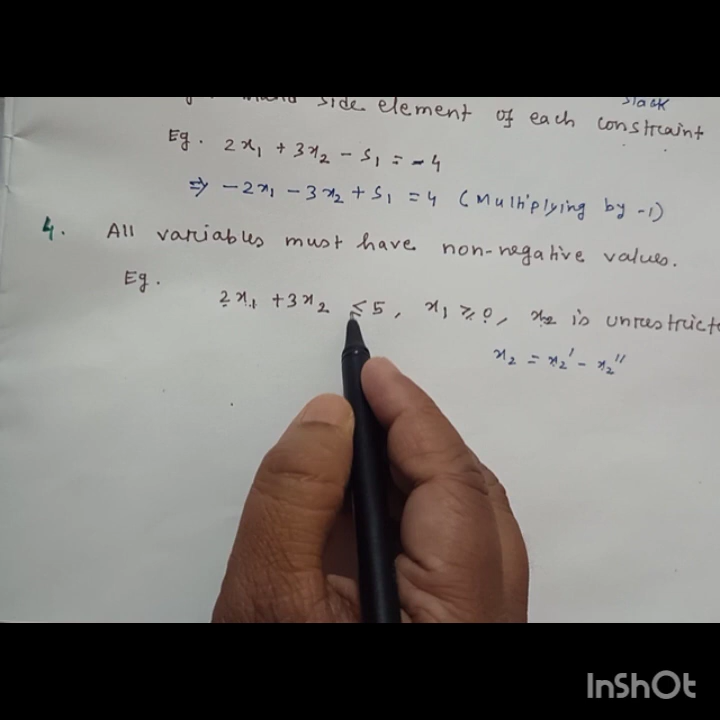 side element of each constraint
slack
Eg. 2x₁ + 3x₂ - S₁ = -4
⇒ -2x₁ - 3x₂ + S₁ = 4 (Multiplying by -1)
4. All variables must have non-negative values.
Eg.
2x₁ + 3x₂ ≤ 5, x₁ ≥ 0, x₂ is unrestricte
x₂ = x₂' - x₂''
InShOt